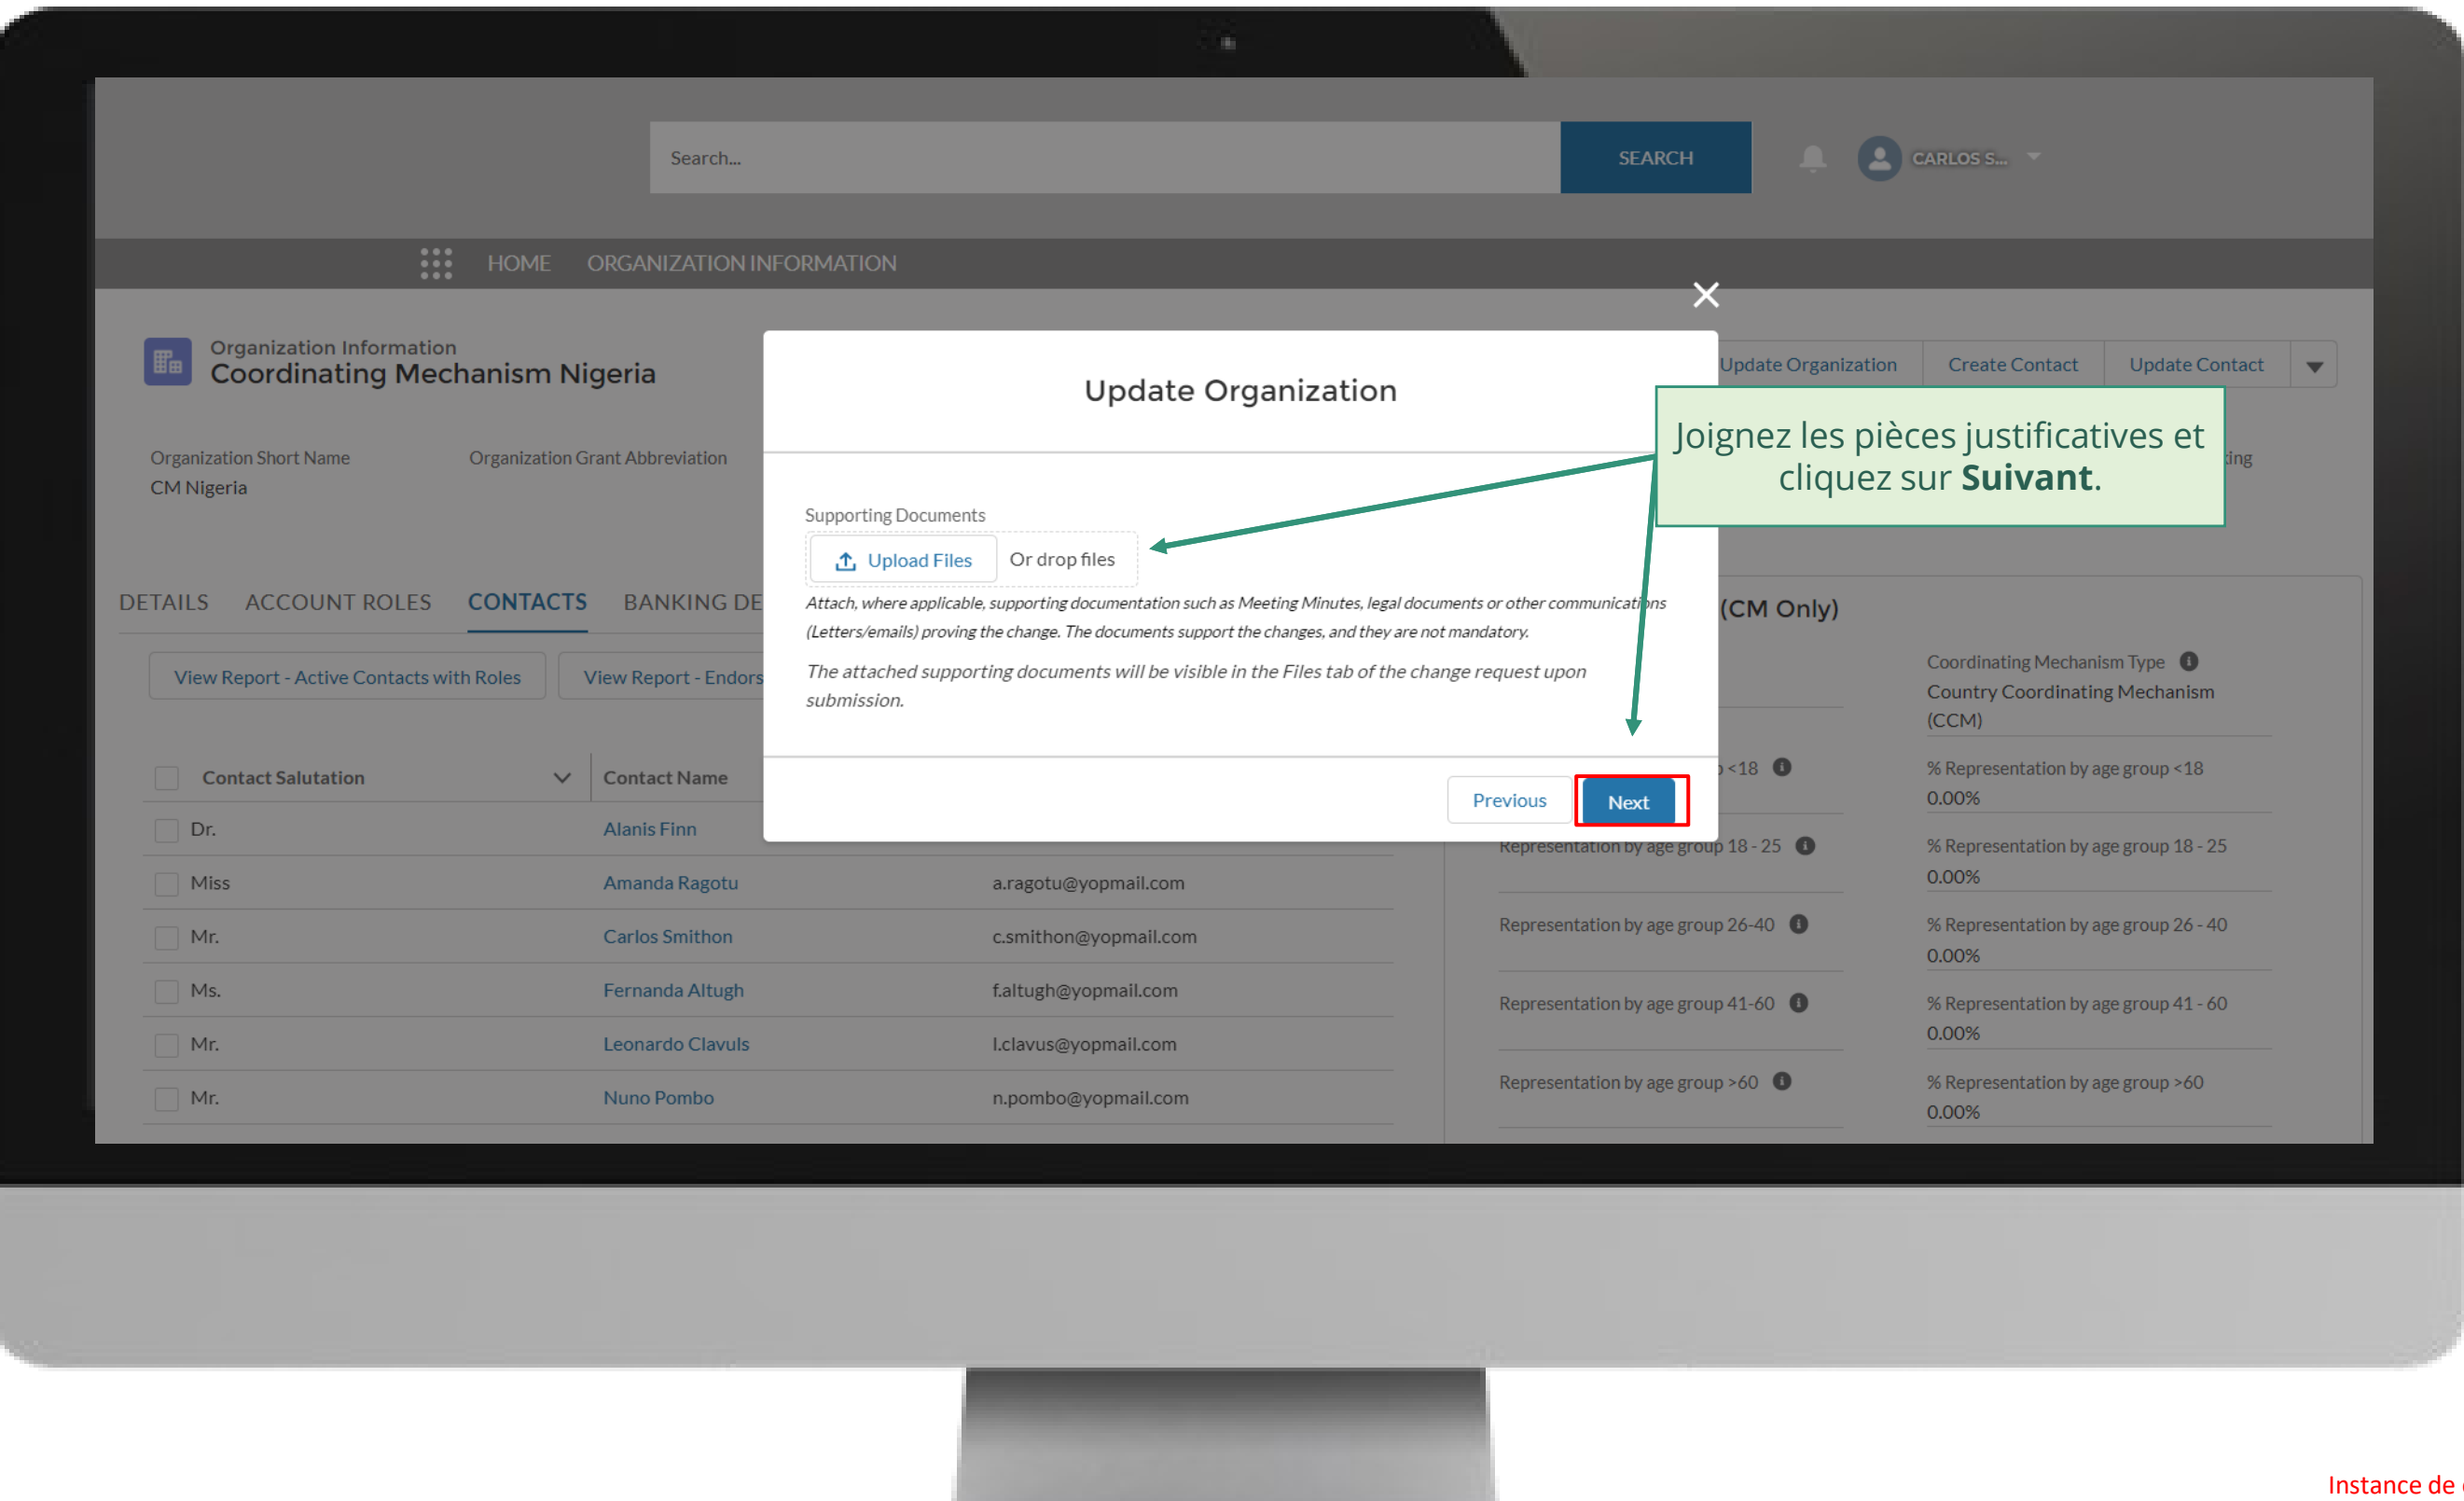 Search...
SEARCH
CARLOS S...
HOME ORGANIZATION INFORMATION
Organization Information
Coordinating Mechanism Nigeria
Update Organization Create Contact Update Contact
Organization Short Name Organization Grant Abbreviation
CM Nigeria
Update Organization
Joignez les pièces justificatives et
cliquez sur Suivant.
Supporting Documents
Upload Files Or drop files
Attach, where applicable, supporting documentation such as Meeting Minutes, legal documents or other communications
(Letters/emails) proving the change. The documents support the changes, and they are not mandatory.
The attached supporting documents will be visible in the Files tab of the change request upon
submission.
Previous Next
DETAILS ACCOUNT ROLES CONTACTS BANKING DE
View Report - Active Contacts with Roles View Report - Endors
Contact Salutation Contact Name
Dr. Alanis Finn
Miss Amanda Ragotu a.ragotu@yopmail.com
Mr. Carlos Smithon c.smithon@yopmail.com
Ms. Fernanda Altugh f.altugh@yopmail.com
Mr. Leonardo Clavuls l.clavus@yopmail.com
Mr. Nuno Pombo n.pombo@yopmail.com
(CM Only)
Coordinating Mechanism Type
Country Coordinating Mechanism
(CCM)
<18 % Representation by age group <18
0.00%
Representation by age group 18 - 25 % Representation by age group 18 - 25
0.00%
Representation by age group 26-40 % Representation by age group 26 - 40
0.00%
Representation by age group 41-60 % Representation by age group 41 - 60
0.00%
Representation by age group >60 % Representation by age group >60
0.00%
Instance de